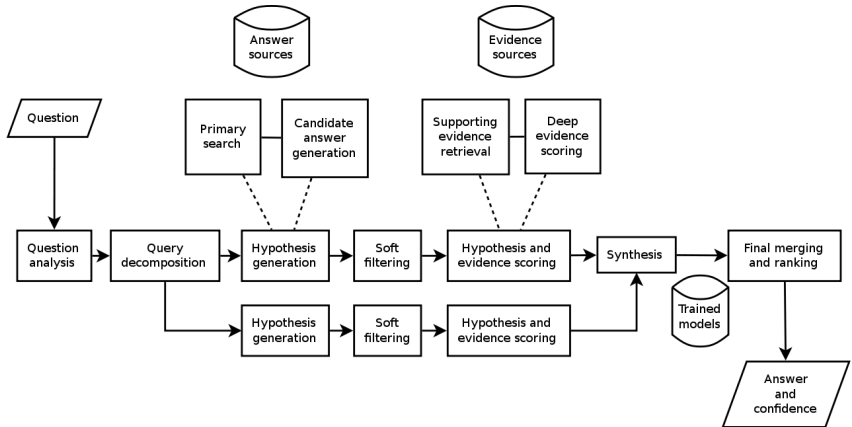 Answer
sources
Evidence
sources
Question
Primary
search
Candidate
answer
generation
Supporting
evidence
retrieval
Deep
evidence
scoring
Question
analysis
Query
decomposition
Hypothesis
generation
Soft
filtering
Hypothesis and
evidence scoring
Synthesis
Final merging
and ranking
Hypothesis
generation
Soft
filtering
Hypothesis and
evidence scoring
Trained
models
Answer
and
confidence